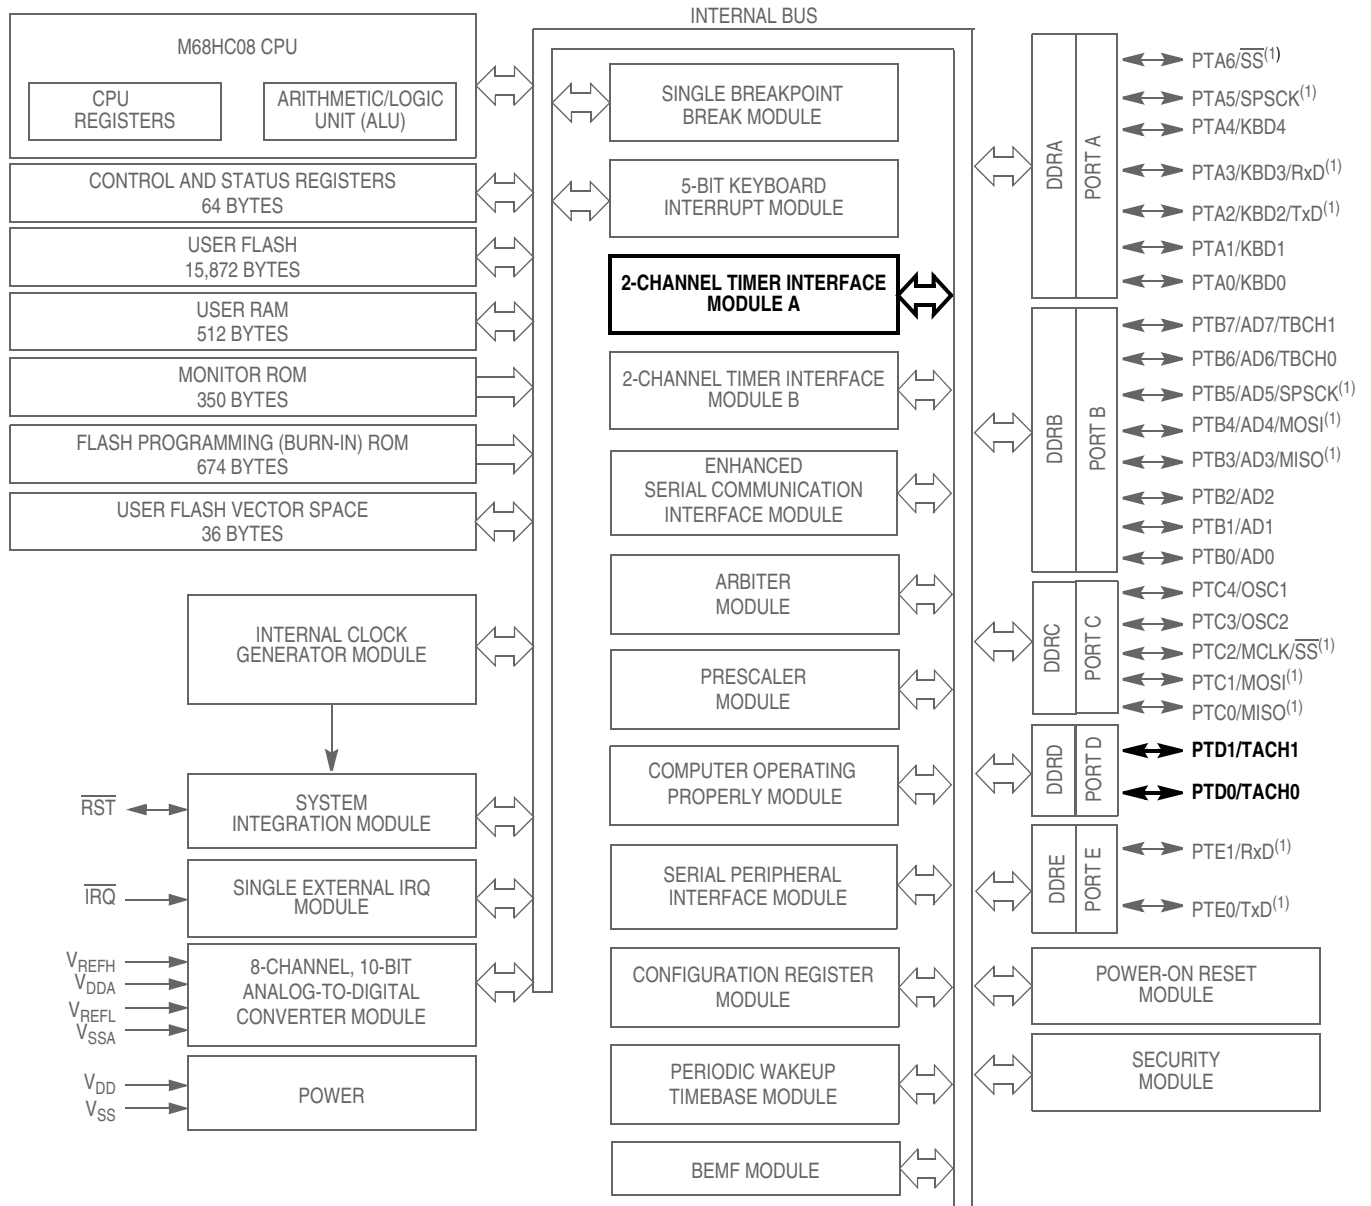 INTERNAL BUS
M68HC08 CPU
CPU
REGISTERS
ARITHMETIC/LOGIC
UNIT (ALU)
CONTROL AND STATUS REGISTERS
64 BYTES
USER FLASH
15,872 BYTES
USER RAM
512 BYTES
MONITOR ROM
350 BYTES
FLASH PROGRAMMING (BURN-IN) ROM
674 BYTES
USER FLASH VECTOR SPACE
36 BYTES
INTERNAL CLOCK
GENERATOR MODULE
RST
SYSTEM
INTEGRATION MODULE
IRQ
SINGLE EXTERNAL IRQ
MODULE
VREFH
VDDA
VREFL
VSSA
8-CHANNEL, 10-BIT
ANALOG-TO-DIGITAL
CONVERTER MODULE
VDD
VSS
POWER
SINGLE BREAKPOINT
BREAK MODULE
5-BIT KEYBOARD
INTERRUPT MODULE
2-CHANNEL TIMER INTERFACE
MODULE A
2-CHANNEL TIMER INTERFACE
MODULE B
ENHANCED
SERIAL COMMUNICATION
INTERFACE MODULE
ARBITER
MODULE
PRESCALER
MODULE
COMPUTER OPERATING
PROPERLY MODULE
SERIAL PERIPHERAL
INTERFACE MODULE
CONFIGURATION REGISTER
MODULE
PERIODIC WAKEUP
TIMEBASE MODULE
BEMF MODULE
DDRA
PORT A
PTA6/SS(1)
PTA5/SPSCK(1)
PTA4/KBD4
PTA3/KBD3/RxD(1)
PTA2/KBD2/TxD(1)
PTA1/KBD1
PTA0/KBD0
DDRB
PORT B
PTB7/AD7/TBCH1
PTB6/AD6/TBCH0
PTB5/AD5/SPSCK(1)
PTB4/AD4/MOSI(1)
PTB3/AD3/MISO(1)
PTB2/AD2
PTB1/AD1
PTB0/AD0
DDRC
PORT C
PTC4/OSC1
PTC3/OSC2
PTC2/MCLK/SS(1)
PTC1/MOSI(1)
PTC0/MISO(1)
DDRD
PORT D
PTD1/TACH1
PTD0/TACH0
DDRE
PORT E
PTE1/RxD(1)
PTE0/TxD(1)
POWER-ON RESET
MODULE
SECURITY
MODULE